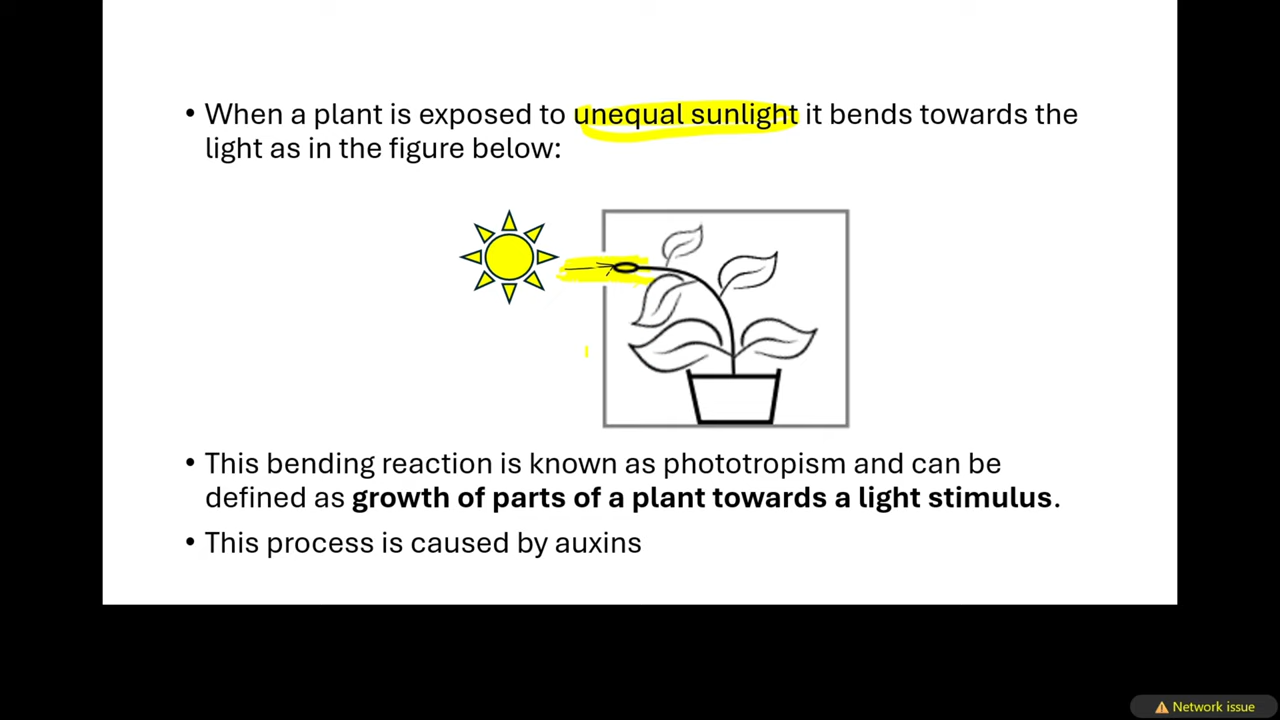 • When a plant is exposed to unequal sunlight it bends towards the
light as in the figure below:
• This bending reaction is known as phototropism and can be
defined as growth of parts of a plant towards a light stimulus.
• This process is caused by auxins
Network issue